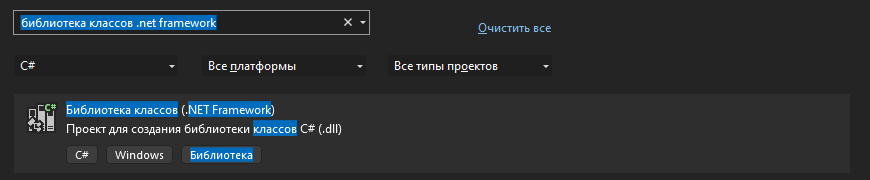 библиотека классов .net framework
Очистить все
C# Все платформы Все типы проектов
C#
Библиотека классов (.NET Framework)
Проект для создания библиотеки классов C# (.dll)
C# Windows Библиотека